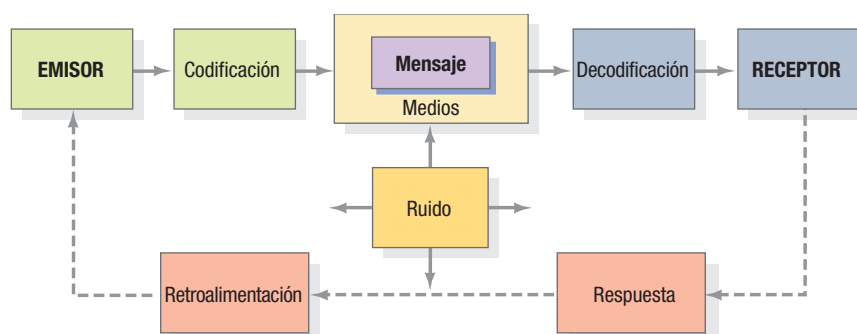 EMISOR
Codificación
Mensaje
Medios
Decodificación
RECEPTOR
Ruido
Retroalimentación
Respuesta